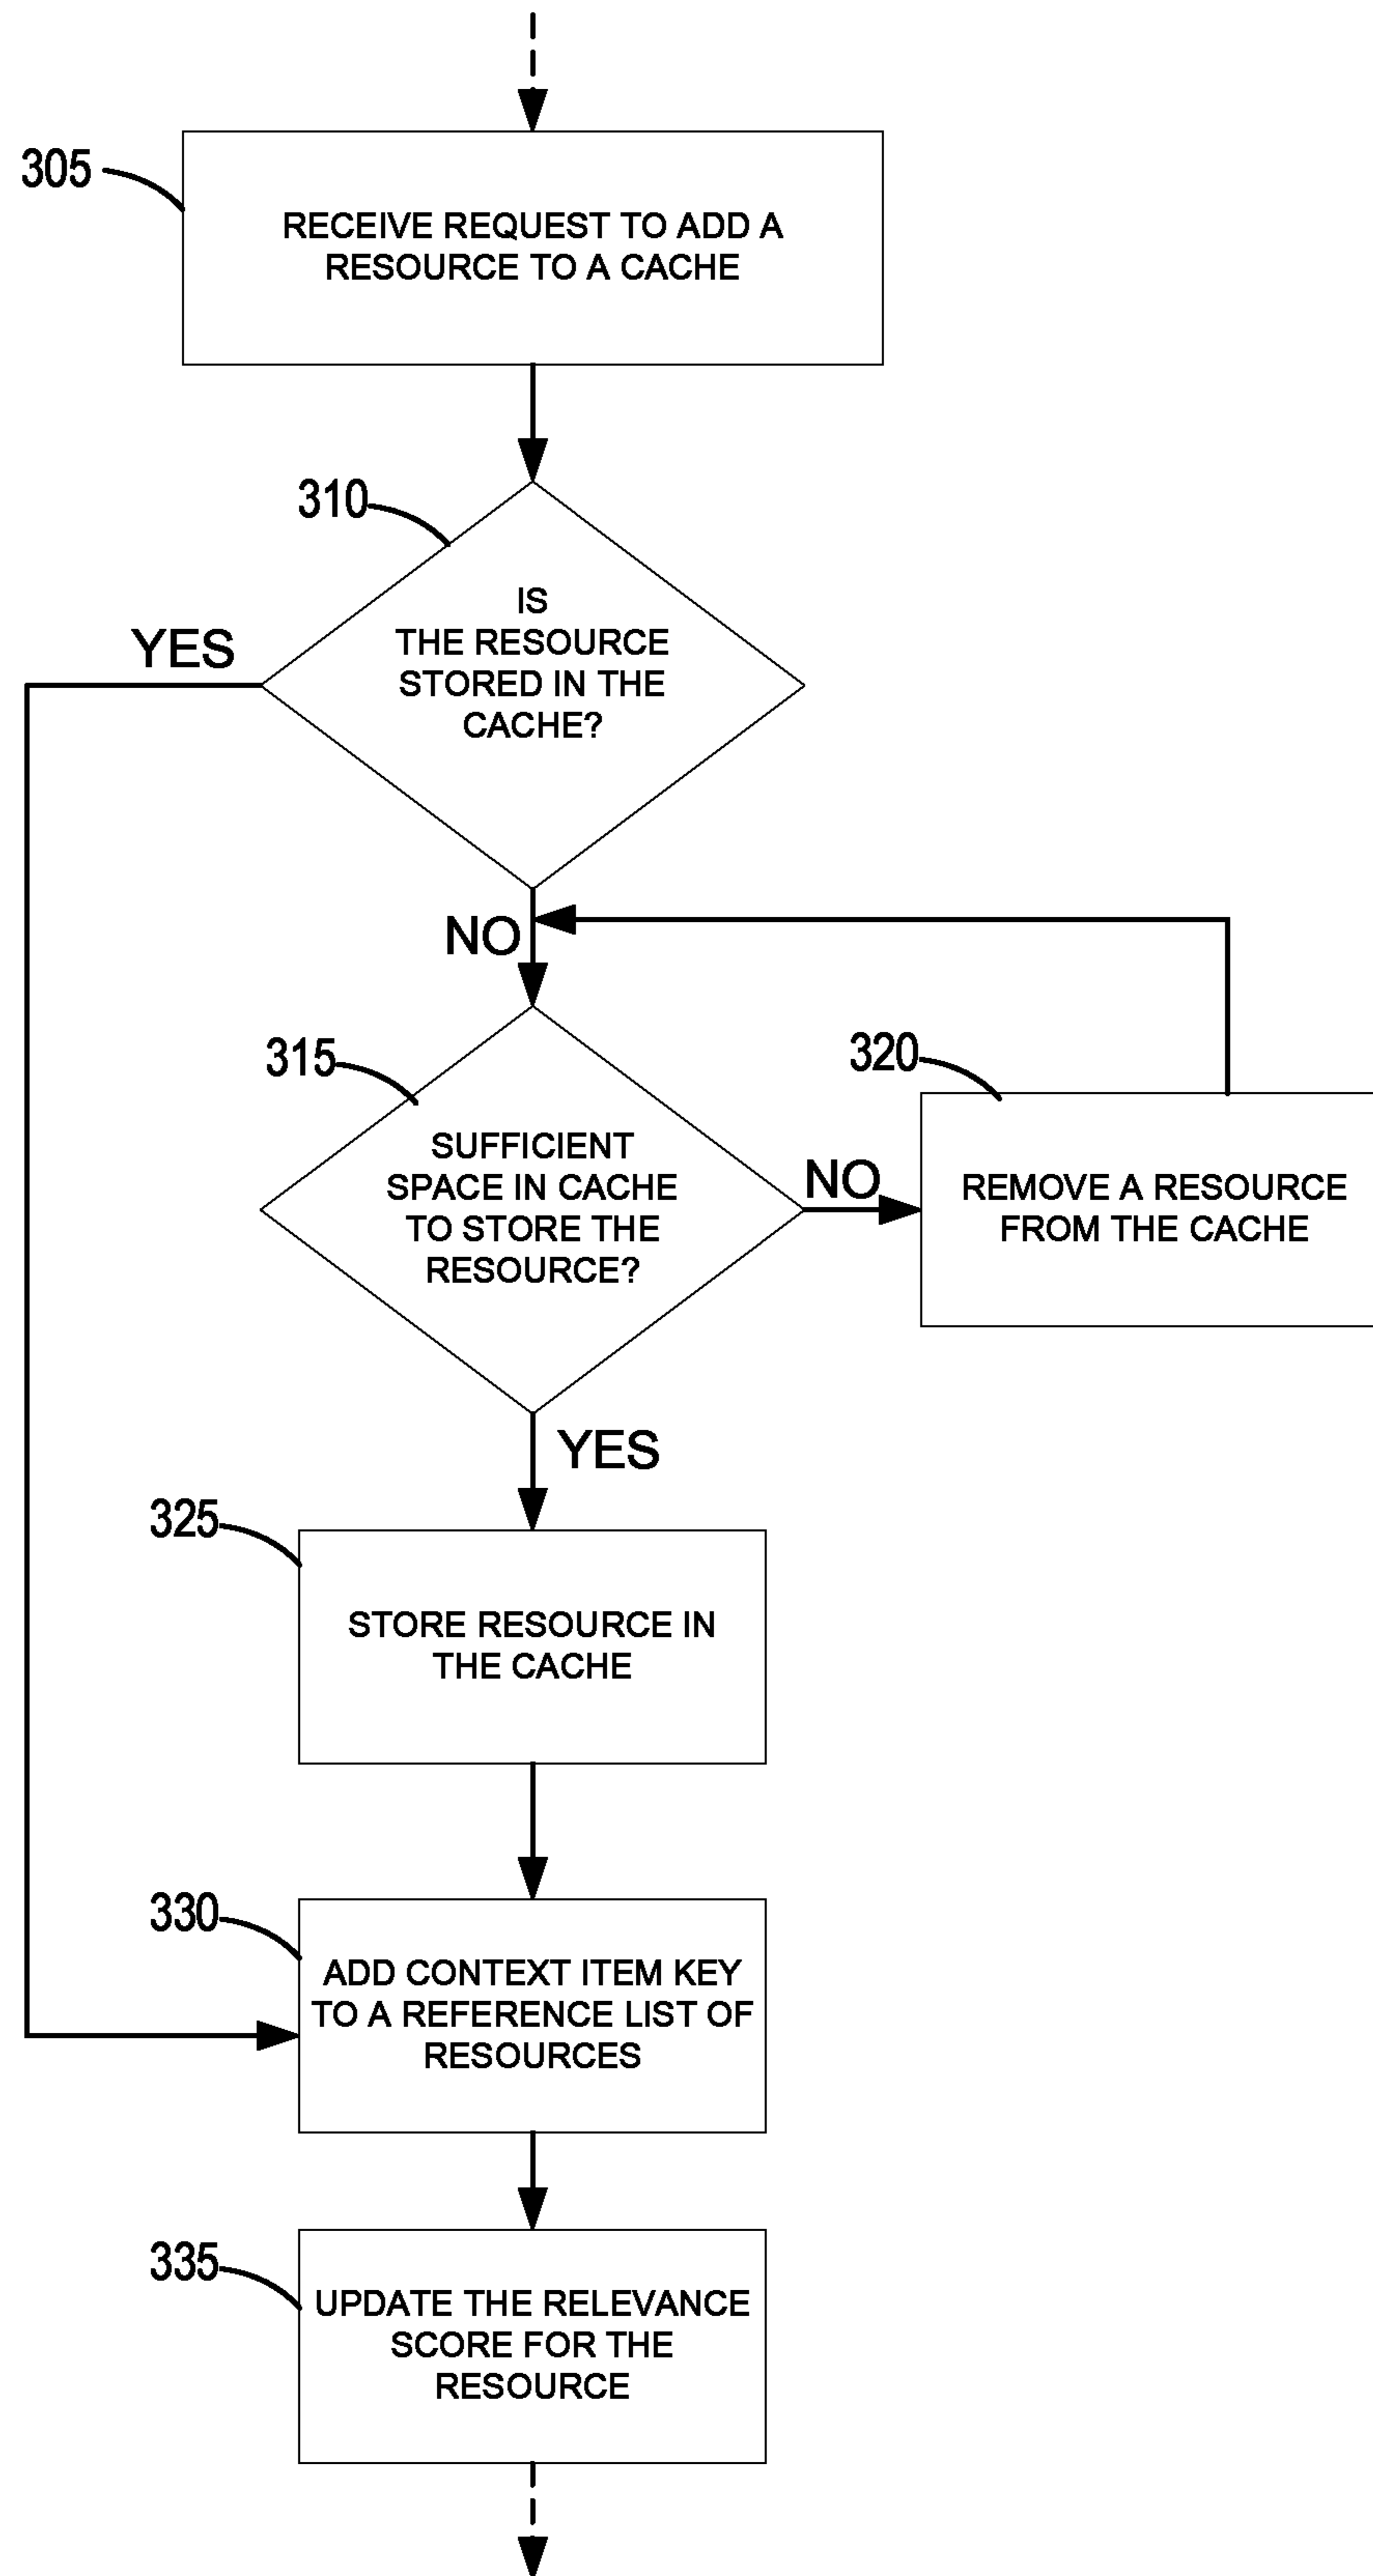 305
RECEIVE REQUEST TO ADD A
RESOURCE TO A CACHE
310
IS
THE RESOURCE
STORED IN THE
CACHE?
YES
NO
315
SUFFICIENT
SPACE IN CACHE
TO STORE THE
RESOURCE?
NO
320
REMOVE A RESOURCE
FROM THE CACHE
YES
325
STORE RESOURCE IN
THE CACHE
330
ADD CONTEXT ITEM KEY
TO A REFERENCE LIST OF
RESOURCES
335
UPDATE THE RELEVANCE
SCORE FOR THE
RESOURCE